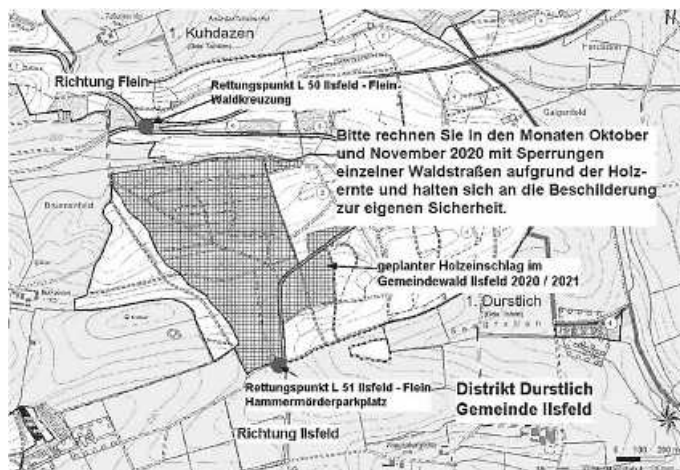 1. Kuhdazen
Richtung Flein
Rettungspunkt L 50 Ilsfeld - Flein
Waldkreuzung
Bitte rechnen Sie in den Monaten Oktober
und November 2020 mit Sperrungen
einzelner Waldstraßen aufgrund der Holz-
ernte und halten sich an die Beschilderung
zur eigenen Sicherheit.
geplanter Holzeinschlag im
Gemeindewald Ilsfeld 2020 / 2021
1. Durstlich
Rettungspunkt L 51 Ilsfeld - Flein
Hammermörderparkplatz
Distrikt Durstlich
Gemeinde Ilsfeld
Richtung Ilsfeld